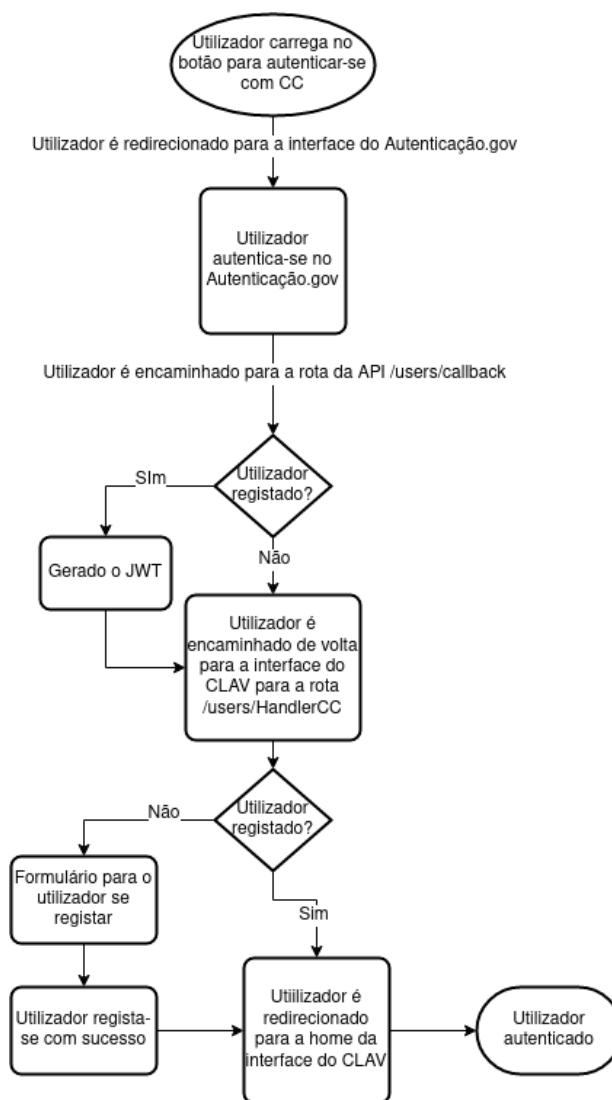 Utilizador carrega no
botão para autenticar-se
com CC
Utilizador é redirecionado para a interface do Autenticação.gov
Utilizador
autentica-se no
Autenticação.gov
Utilizador é encaminhado para a rota da API /users/callback
Utilizador
registado?
SIm
Não
Gerado o JWT
Utilizador é
encaminhado de volta
para a interface do
CLAV para a rota
/users/HandlerCC
Utilizador
registado?
Não
Sim
Formulário para o
utilizador se
registar
Utilizador regista-
se com sucesso
Utiilizador é
redirecionado
para a home da
interface do CLAV
Utilizador
autenticado